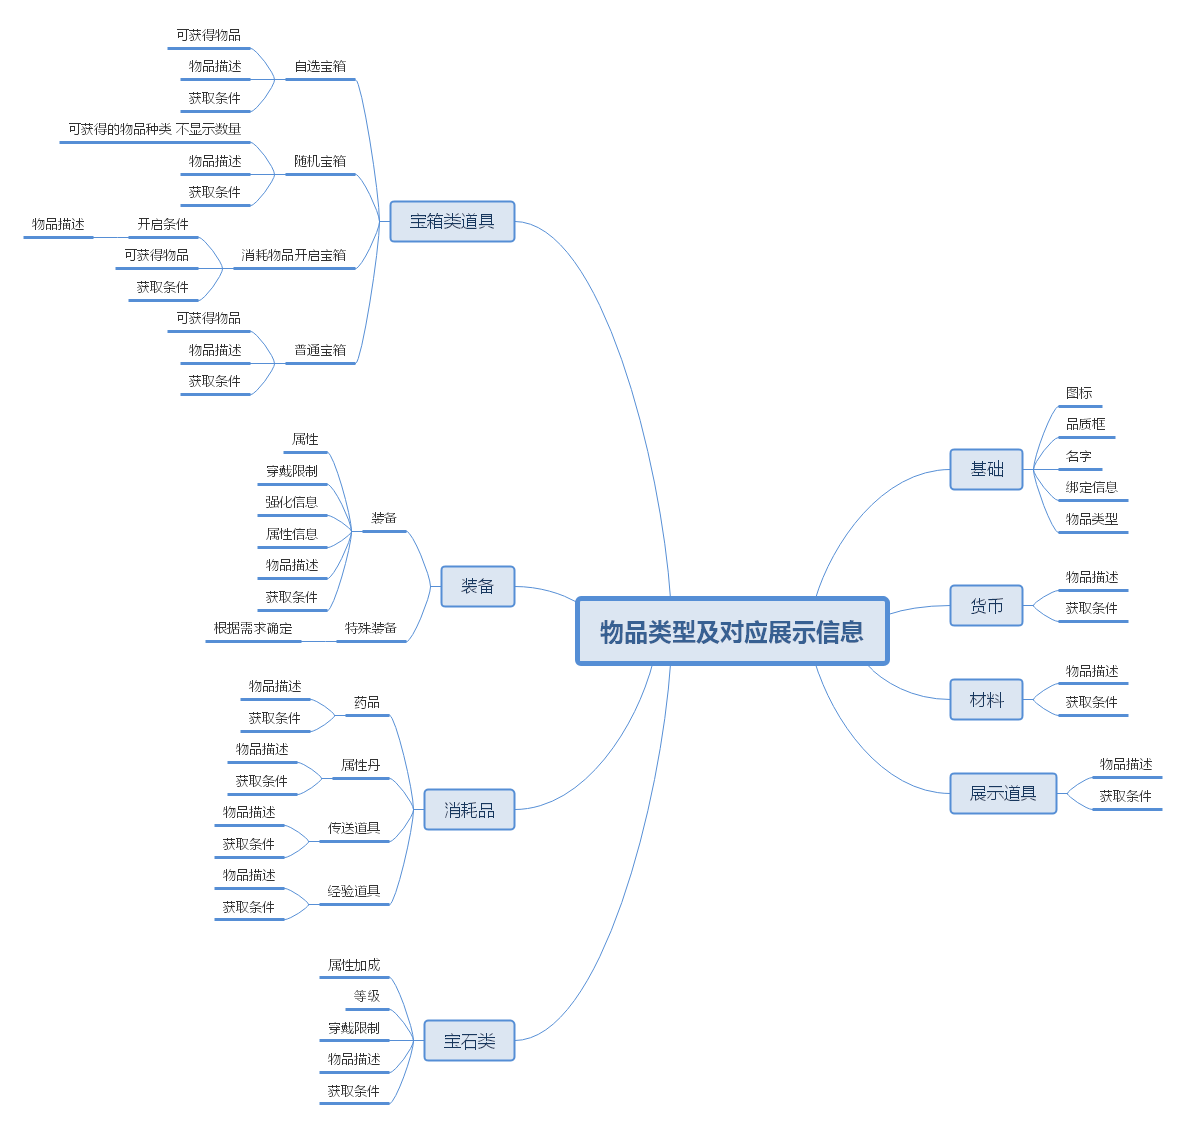 物品类型及对应展示信息
基础
图标
品质框
名字
绑定信息
物品类型
货币
物品描述
获取条件
材料
物品描述
获取条件
展示道具
物品描述
获取条件
宝箱类道具
自选宝箱
可获得物品
物品描述
获取条件
随机宝箱
可获得的物品种类 不显示数量
物品描述
获取条件
消耗物品开启宝箱
开启条件
物品描述
可获得物品
获取条件
普通宝箱
可获得物品
物品描述
获取条件
装备
装备
属性
穿戴限制
强化信息
属性信息
物品描述
获取条件
特殊装备
根据需求确定
消耗品
药品
物品描述
获取条件
属性丹
物品描述
获取条件
传送道具
物品描述
获取条件
经验道具
物品描述
获取条件
宝石类
属性加成
等级
穿戴限制
物品描述
获取条件